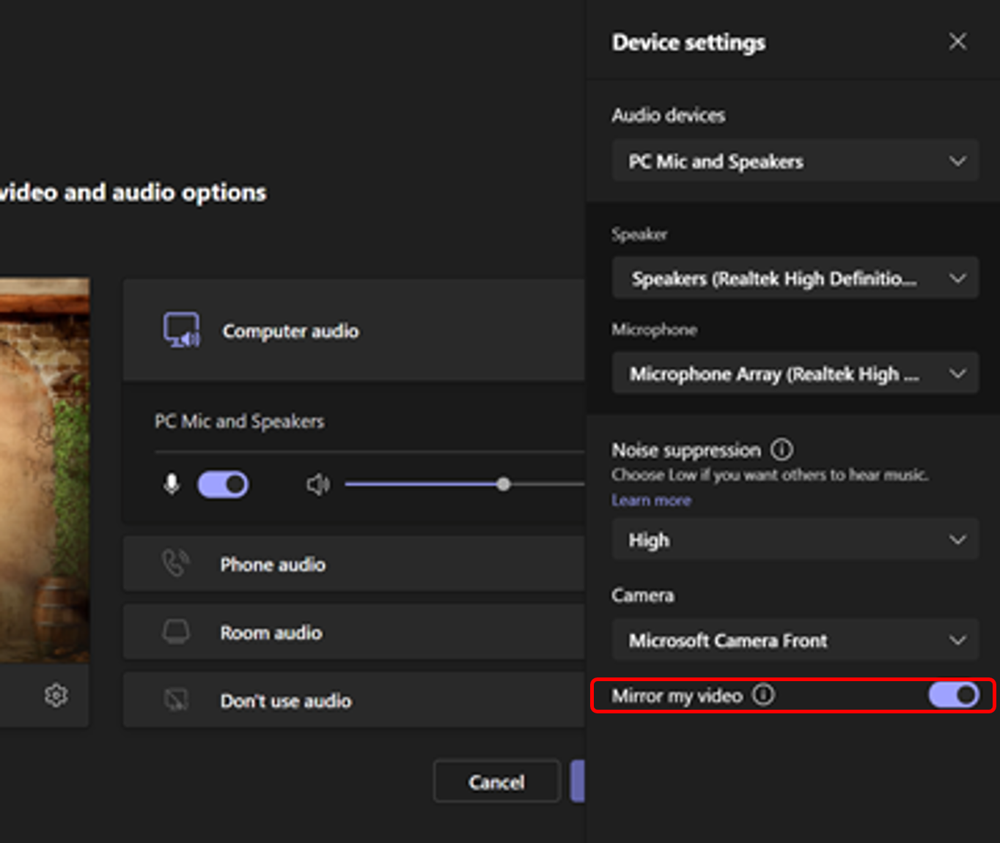 video and audio options
Computer audio
PC Mic and Speakers
Phone audio
Room audio
Don't use audio
Cancel
Device settings
Audio devices
PC Mic and Speakers
Speaker
Speakers (Realtek High Definitio...
Microphone
Microphone Array (Realtek High ...
Noise suppression
Choose Low if you want others to hear music.
Learn more
High
Camera
Microsoft Camera Front
Mirror my video